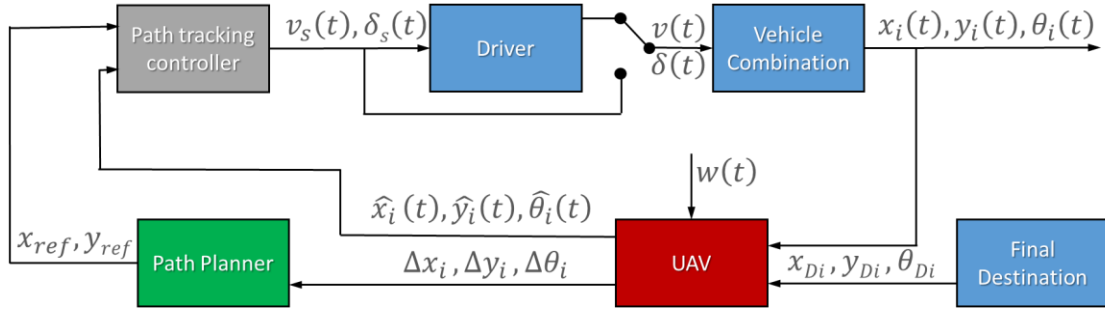 Path tracking
controller
v_s(t), δ_s(t)
Driver
v(t)
δ(t)
Vehicle
Combination
x_i(t), y_i(t), θ_i(t)
w(t)
x̂_i(t), ŷ_i(t), θ̂_i(t)
x_ref, y_ref
Path Planner
Δx_i, Δy_i, Δθ_i
UAV
x_Di, y_Di, θ_Di
Final
Destination